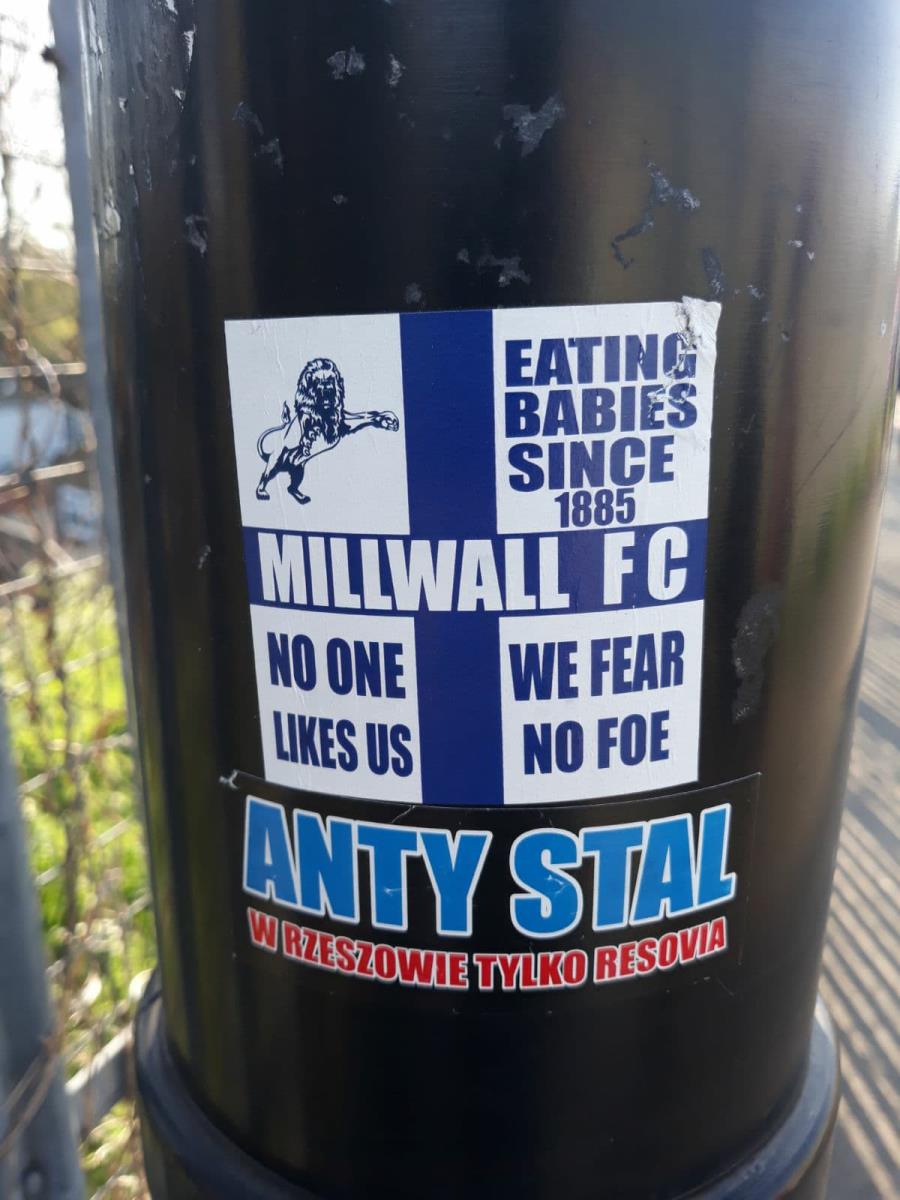 EATING
BABIES
SINCE
1885
MILLWALL FC
NO ONE
LIKES US
WE FEAR
NO FOE
ANTY STAL
W RZESZOWIE TYLKO RESOVIA